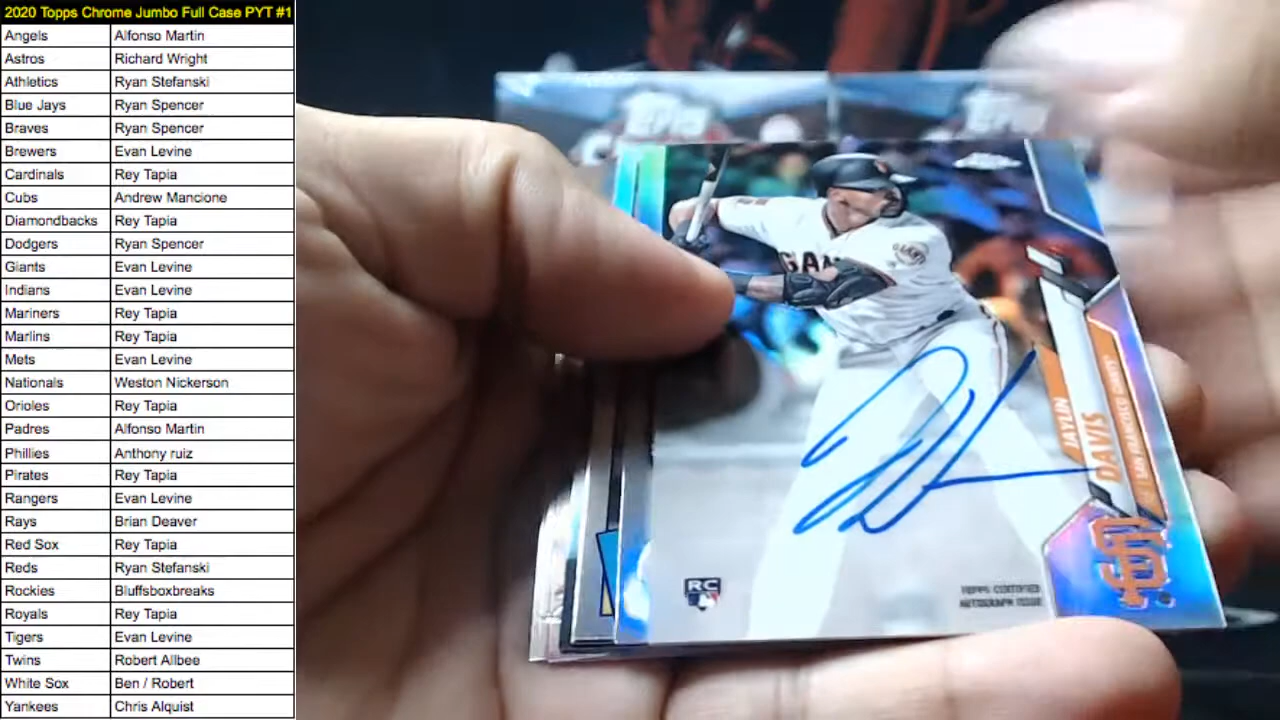 2020 Topps Chrome Jumbo Full Case PYT #1
Angels Alfonso Martin
Astros Richard Wright
Athletics Ryan Stefanski
Blue Jays Ryan Spencer
Braves Ryan Spencer
Brewers Evan Levine
Cardinals Rey Tapia
Cubs Andrew Mancione
Diamondbacks Rey Tapia
Dodgers Ryan Spencer
Giants Evan Levine
Indians Evan Levine
Mariners Rey Tapia
Marlins Rey Tapia
Mets Evan Levine
Nationals Weston Nickerson
Orioles Rey Tapia
Padres Alfonso Martin
Phillies Anthony ruiz
Pirates Rey Tapia
Rangers Evan Levine
Rays Brian Deaver
Red Sox Rey Tapia
Reds Ryan Stefanski
Rockies Bluffsboxbreaks
Royals Rey Tapia
Tigers Evan Levine
Twins Robert Allbee
White Sox Ben / Robert
Yankees Chris Alquist
Topps
GIAN
GIANTS
JAYLIN
DAVIS
SAN FRANCISCO GIANTS
SF
RC
TOPPS CERTIFIED
AUTOGRAPH ISSUE